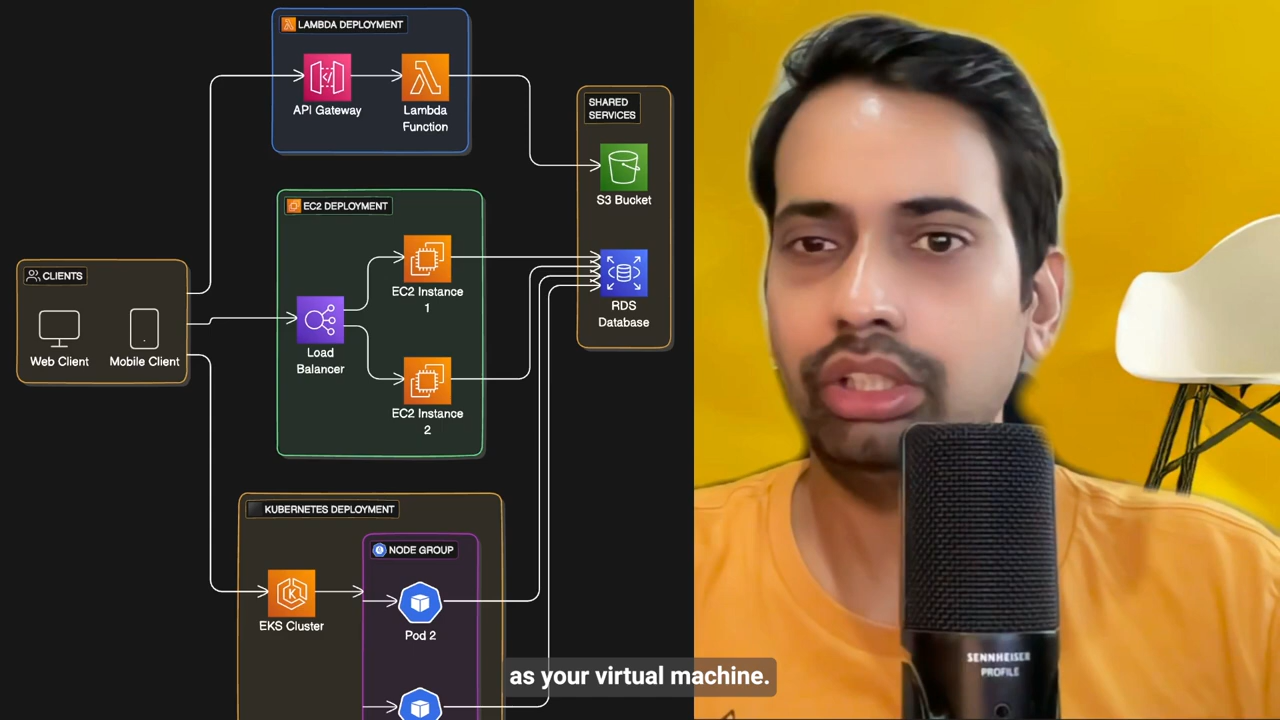 LAMBDA DEPLOYMENT
API Gateway
Lambda
Function
SHARED
SERVICES
S3 Bucket
EC2 DEPLOYMENT
EC2 Instance
1
CLIENTS
Web Client
Mobile Client
Load
Balancer
RDS
Database
EC2 Instance
2
KUBERNETES DEPLOYMENT
NODE GROUP
EKS Cluster
Pod 2
as your virtual machine.
SENNHEISER
PROFILE